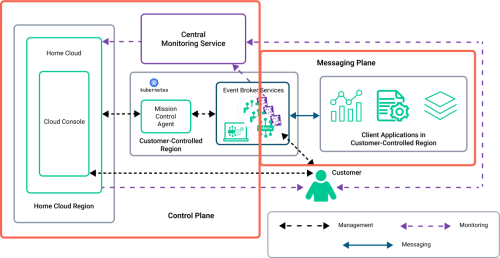 Central
Monitoring Service
Home Cloud
Messaging Plane
kubernetes
Event Broker Services
Cloud Console
Mission
Control
Agent
Customer-Controlled
Region
Client Applications in
Customer-Controlled Region
Customer
Home Cloud Region
Control Plane
Management
Monitoring
Messaging